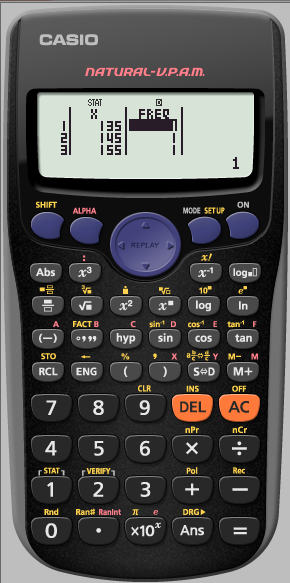 CASIO
NATURAL-V.P.A.M.
STAT D
X FREQ
1 135 1
2 145 1
3 155 1
1
SHIFT ALPHA MODE SETUP ON
REPLAY
: x!
Abs x³ x⁻¹ log
³√ ■√ 10■ e■
√■ x² x■ log ln
A FACT B C sin⁻¹ D cos⁻¹ E tan⁻¹ F
(−) °,,, hyp sin cos tan
STO ← % , X a b/c⇔d/c Y M− M
RCL ENG ( ) S⇔D M+
CLR INS OFF
7 8 9 DEL AC
nPr nCr
4 5 6 × ÷
STAT VERIFY Pol Rec
1 2 3 + −
Rnd Ran# RanInt π e DRG▶
0 • ×10ˣ Ans =